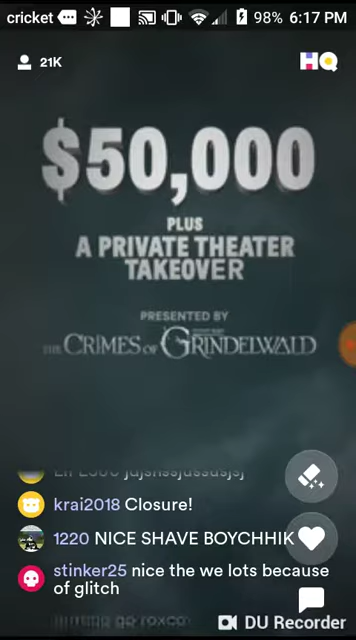 cricket 98% 6:17 PM
21K HQ
$50,000
PLUS
A PRIVATE THEATER
TAKEOVER
PRESENTED BY
THE CRIMES OF GRINDELWALD
krai2018 Closure!
1220 NICE SHAVE BOYCHHIK
stinker25 nice the we lots because
of glitch
DU Recorder